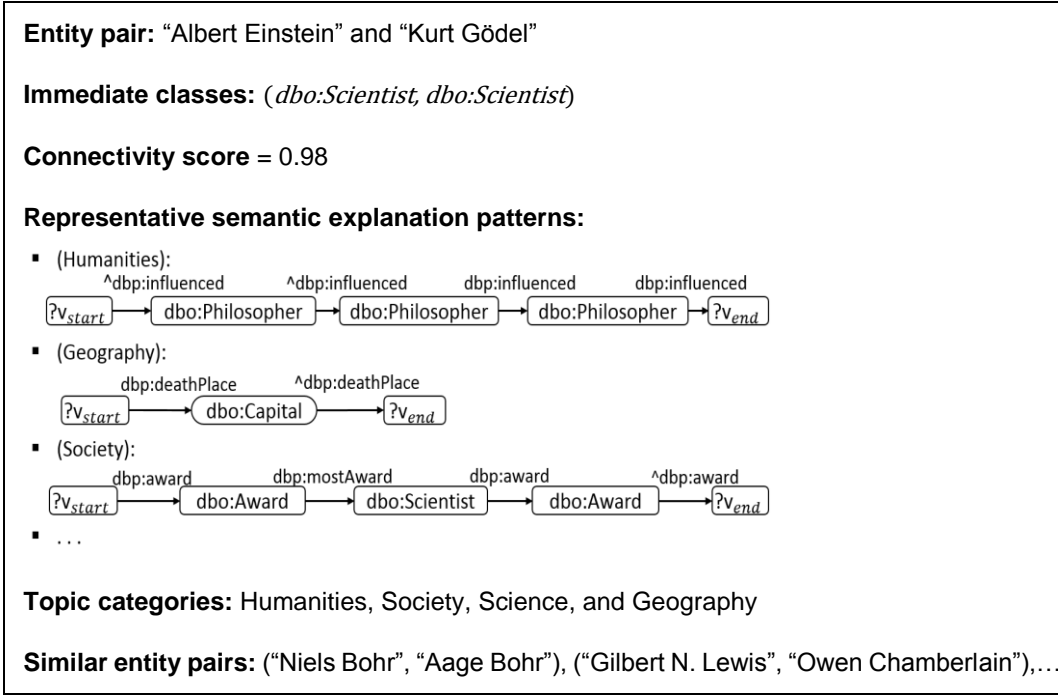 Entity pair: “Albert Einstein” and “Kurt Gödel”
Immediate classes: (dbo:Scientist, dbo:Scientist)
Connectivity score = 0.98
Representative semantic explanation patterns:
▪ (Humanities):
^dbp:influenced ^dbp:influenced dbp:influenced dbp:influenced
?vstart dbo:Philosopher dbo:Philosopher dbo:Philosopher ?vend
▪ (Geography):
dbp:deathPlace ^dbp:deathPlace
?vstart dbo:Capital ?vend
▪ (Society):
dbp:award dbp:mostAward dbp:award ^dbp:award
?vstart dbo:Award dbo:Scientist dbo:Award ?vend
▪ . . .
Topic categories: Humanities, Society, Science, and Geography
Similar entity pairs: (“Niels Bohr”, “Aage Bohr”), (“Gilbert N. Lewis”, “Owen Chamberlain”),…